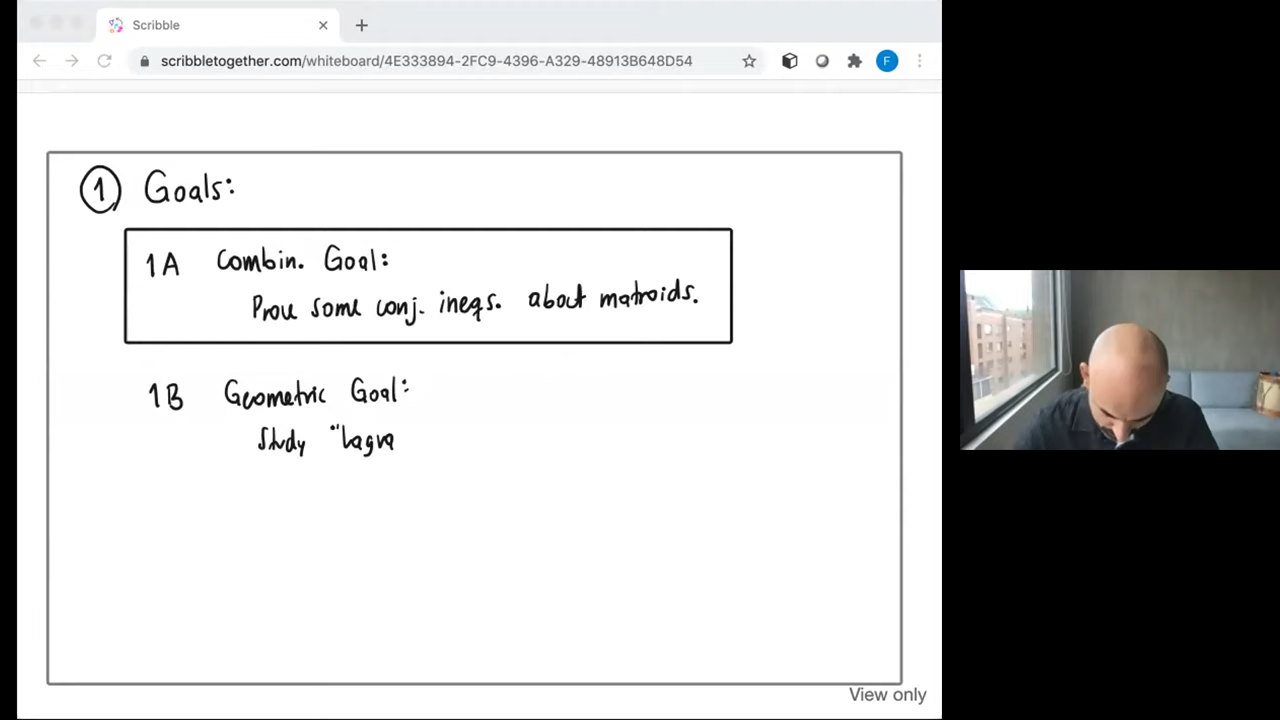 Scribble
scribbletogether.com/whiteboard/4E333894-2FC9-4396-A329-48913B648D54
F
1 Goals:
1A Combin. Goal:
Prove some conj. ineqs. about matroids.
1B Geometric Goal:
Study "Lagra
View only